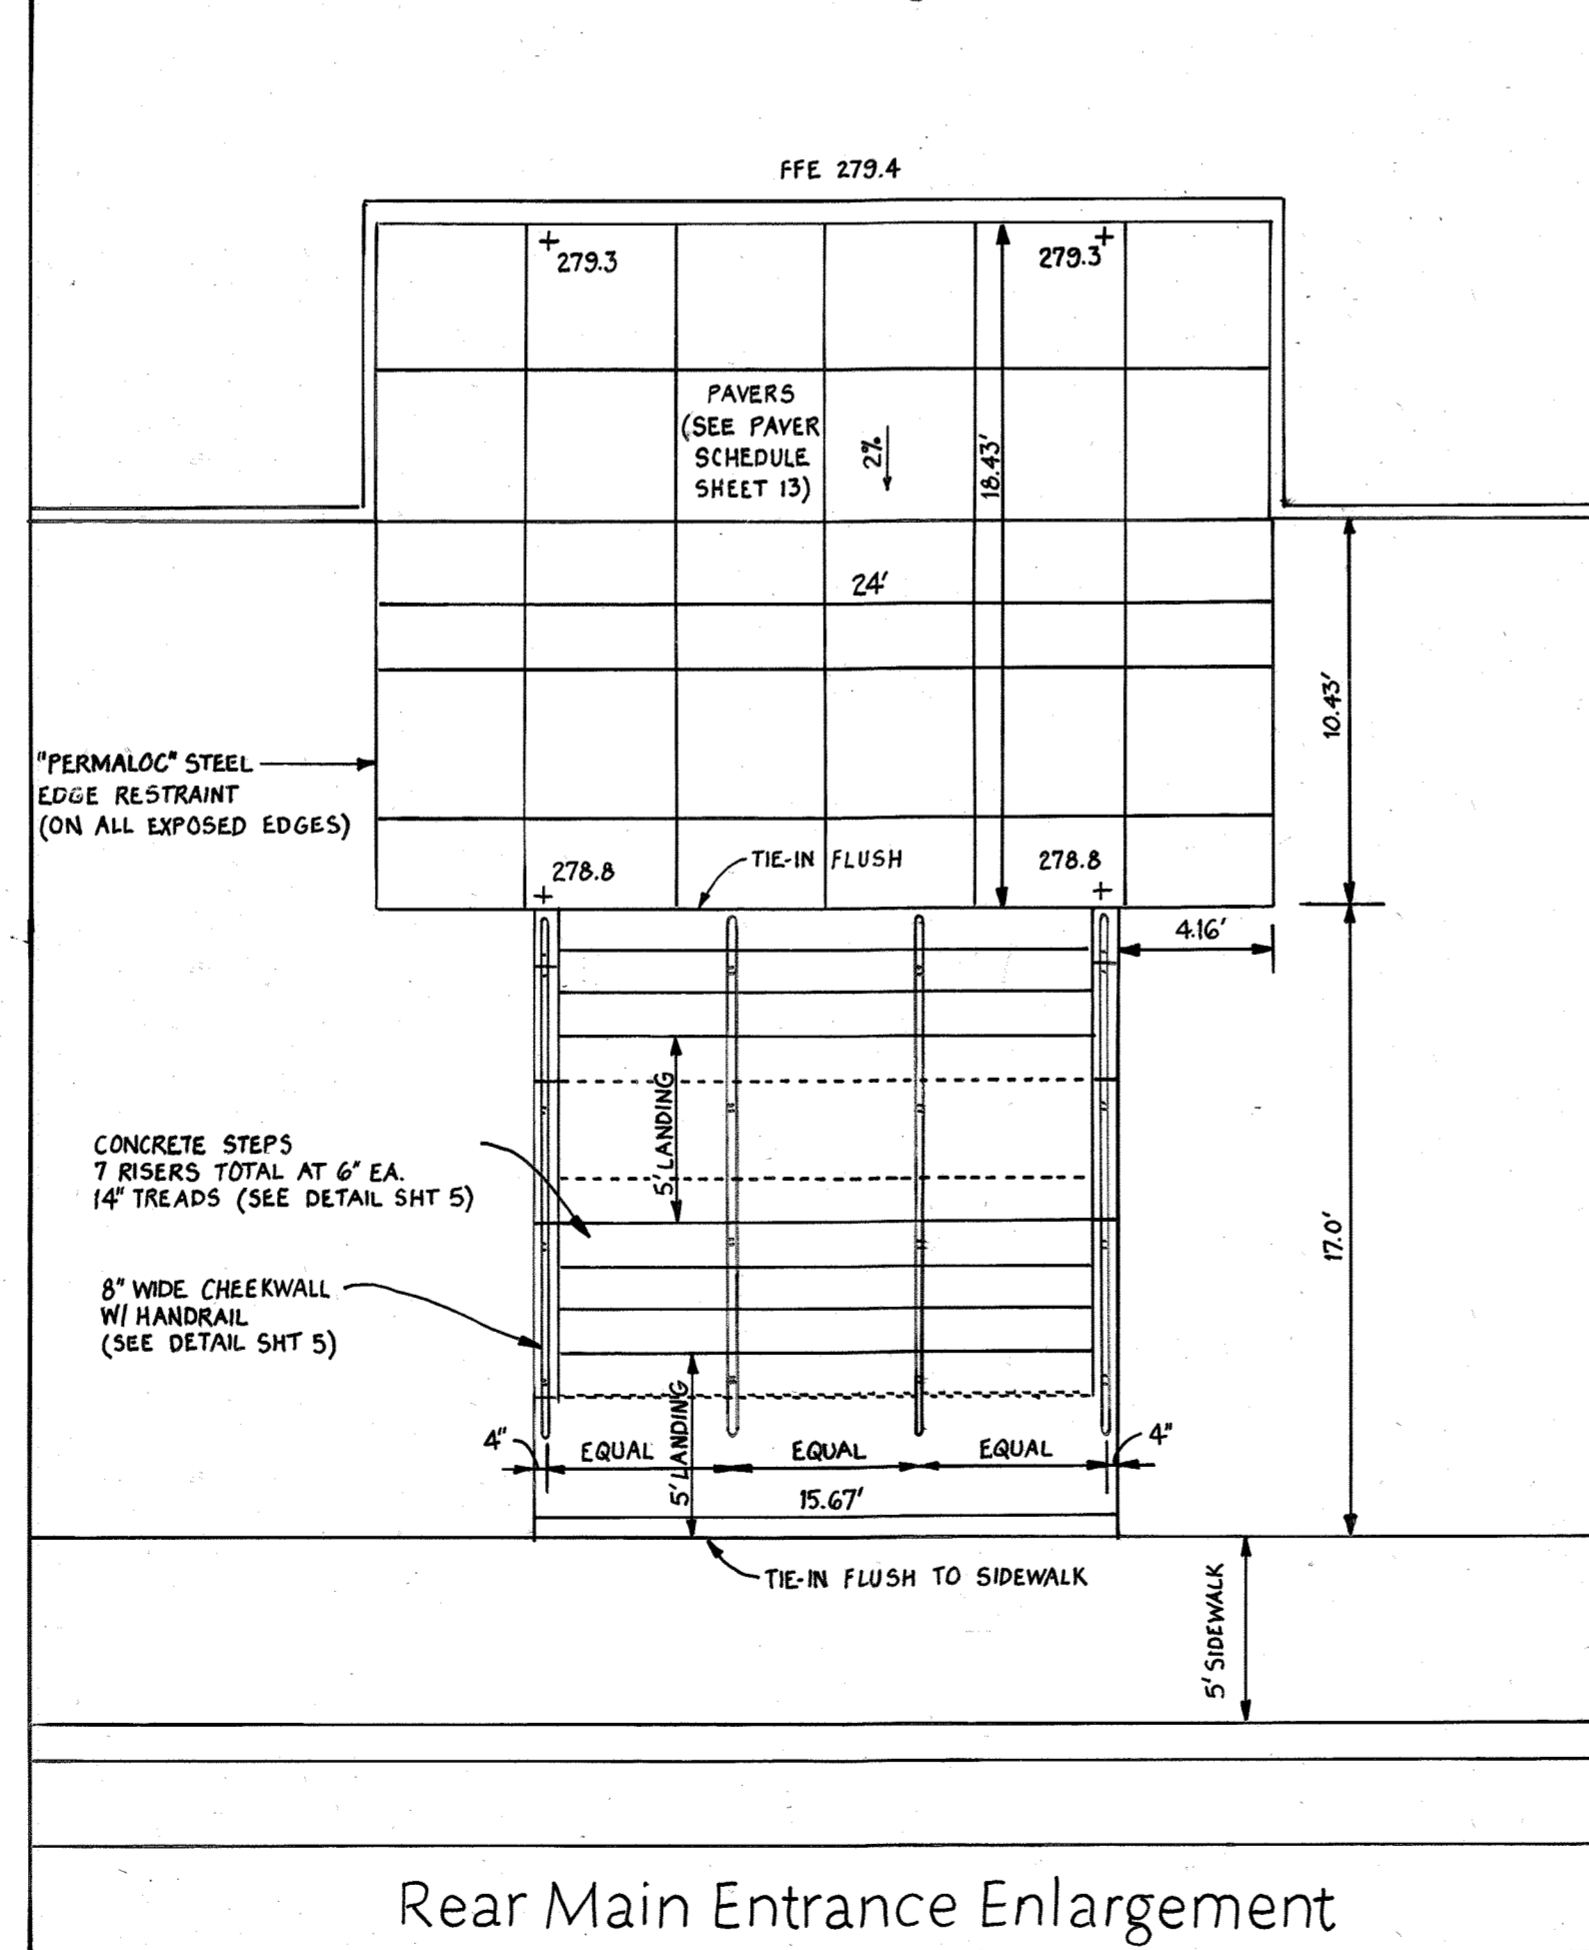 FFE 279.4
279.3
279.3
PAVERS
(SEE PAVER
SCHEDULE
SHEET 13)
2%
18.43'
24'
10.43'
"PERMALOC" STEEL
EDGE RESTRAINT
(ON ALL EXPOSED EDGES)
278.8
TIE-IN FLUSH
278.8
4.16'
5' LANDING
CONCRETE STEPS
7 RISERS TOTAL AT 6" EA.
14" TREADS (SEE DETAIL SHT 5)
17.0'
8" WIDE CHEEKWALL
W/ HANDRAIL
(SEE DETAIL SHT 5)
5' LANDING
4"
EQUAL
EQUAL
EQUAL
4"
15.67'
TIE-IN FLUSH TO SIDEWALK
5' SIDEWALK
Rear Main Entrance Enlargement